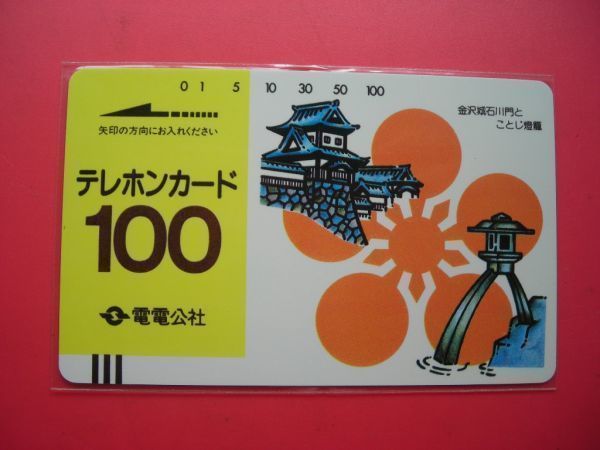 0 1 5 10 30 50 100
矢印の方向にお入れください
テレホンカード
100
電電公社
金沢城石川門と
ことじ燈籠